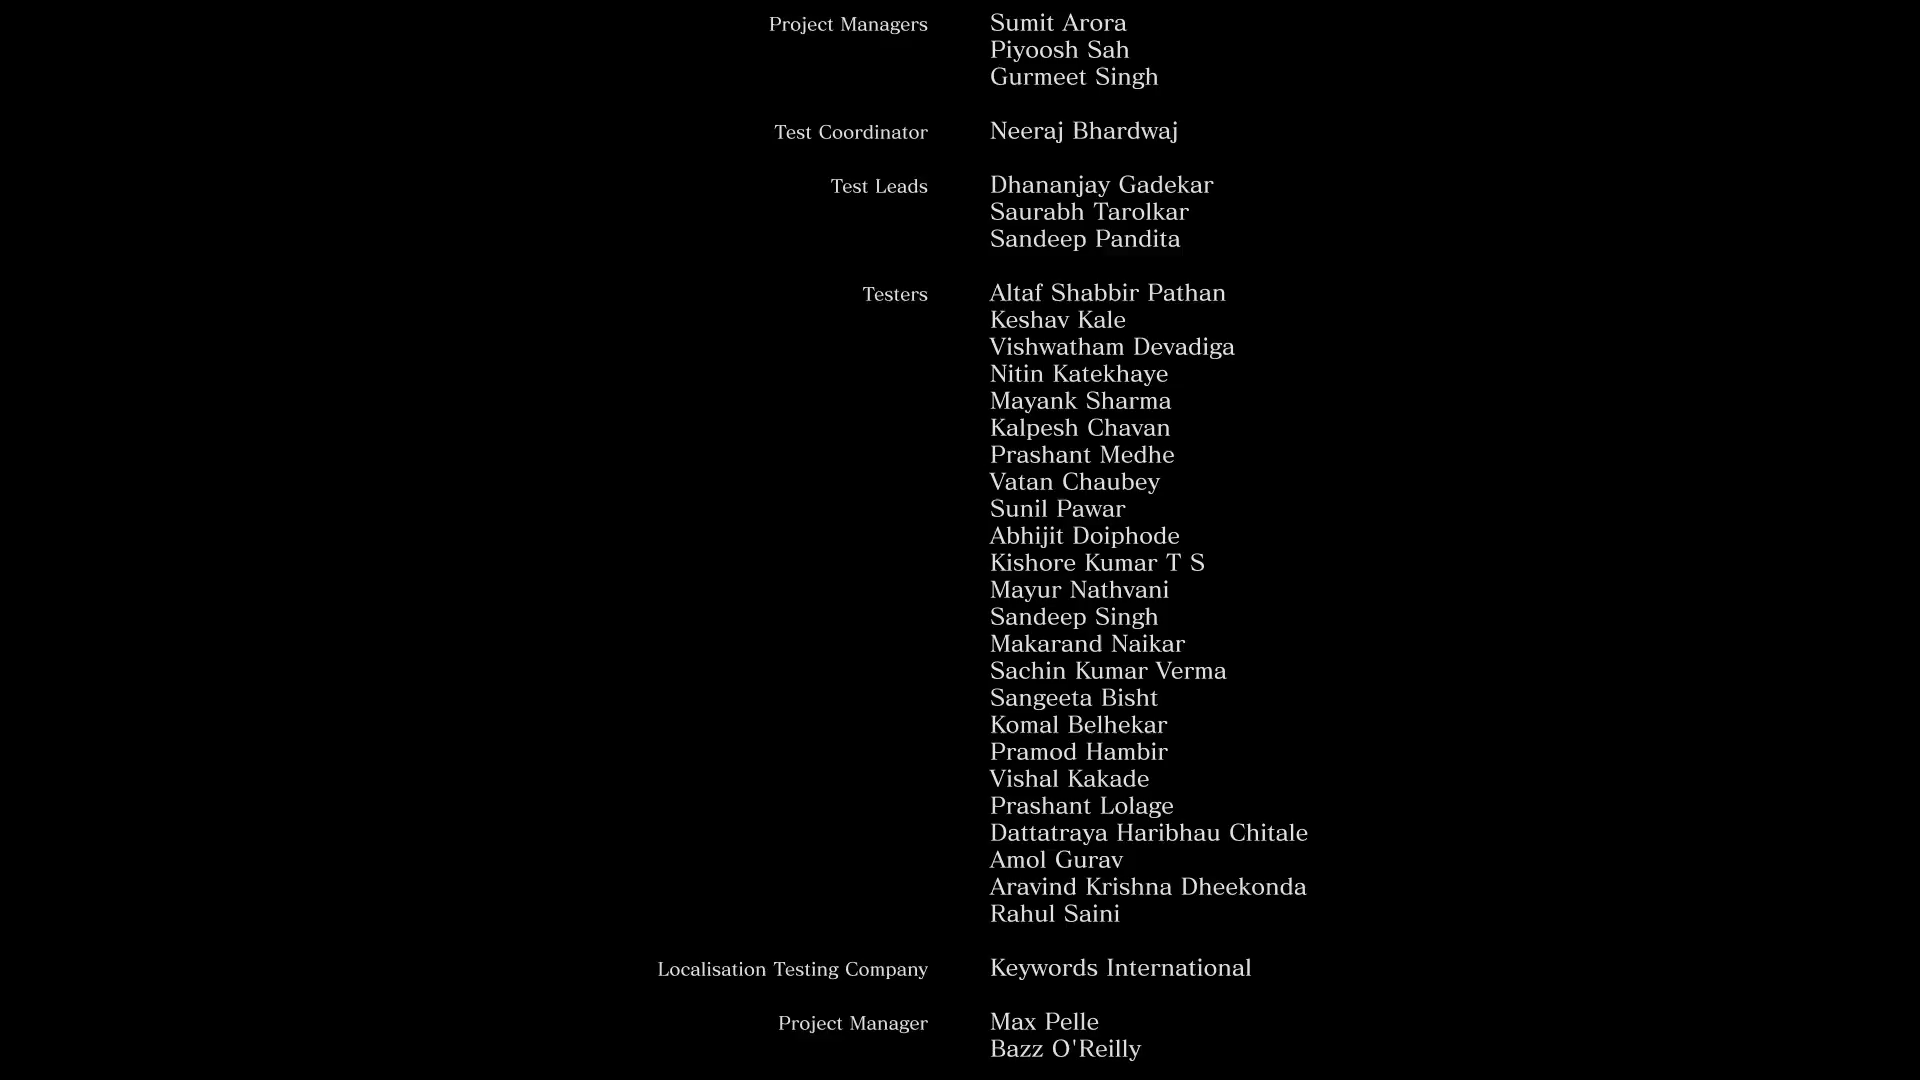 Project Managers Sumit Arora
Piyoosh Sah
Gurmeet Singh
Test Coordinator Neeraj Bhardwaj
Test Leads Dhananjay Gadekar
Saurabh Tarolkar
Sandeep Pandita
Testers Altaf Shabbir Pathan
Keshav Kale
Vishwatham Devadiga
Nitin Katekhaye
Mayank Sharma
Kalpesh Chavan
Prashant Medhe
Vatan Chaubey
Sunil Pawar
Abhijit Doiphode
Kishore Kumar T S
Mayur Nathvani
Sandeep Singh
Makarand Naikar
Sachin Kumar Verma
Sangeeta Bisht
Komal Belhekar
Pramod Hambir
Vishal Kakade
Prashant Lolage
Dattatraya Haribhau Chitale
Amol Gurav
Aravind Krishna Dheekonda
Rahul Saini
Localisation Testing Company Keywords International
Project Manager Max Pelle
Bazz O'Reilly